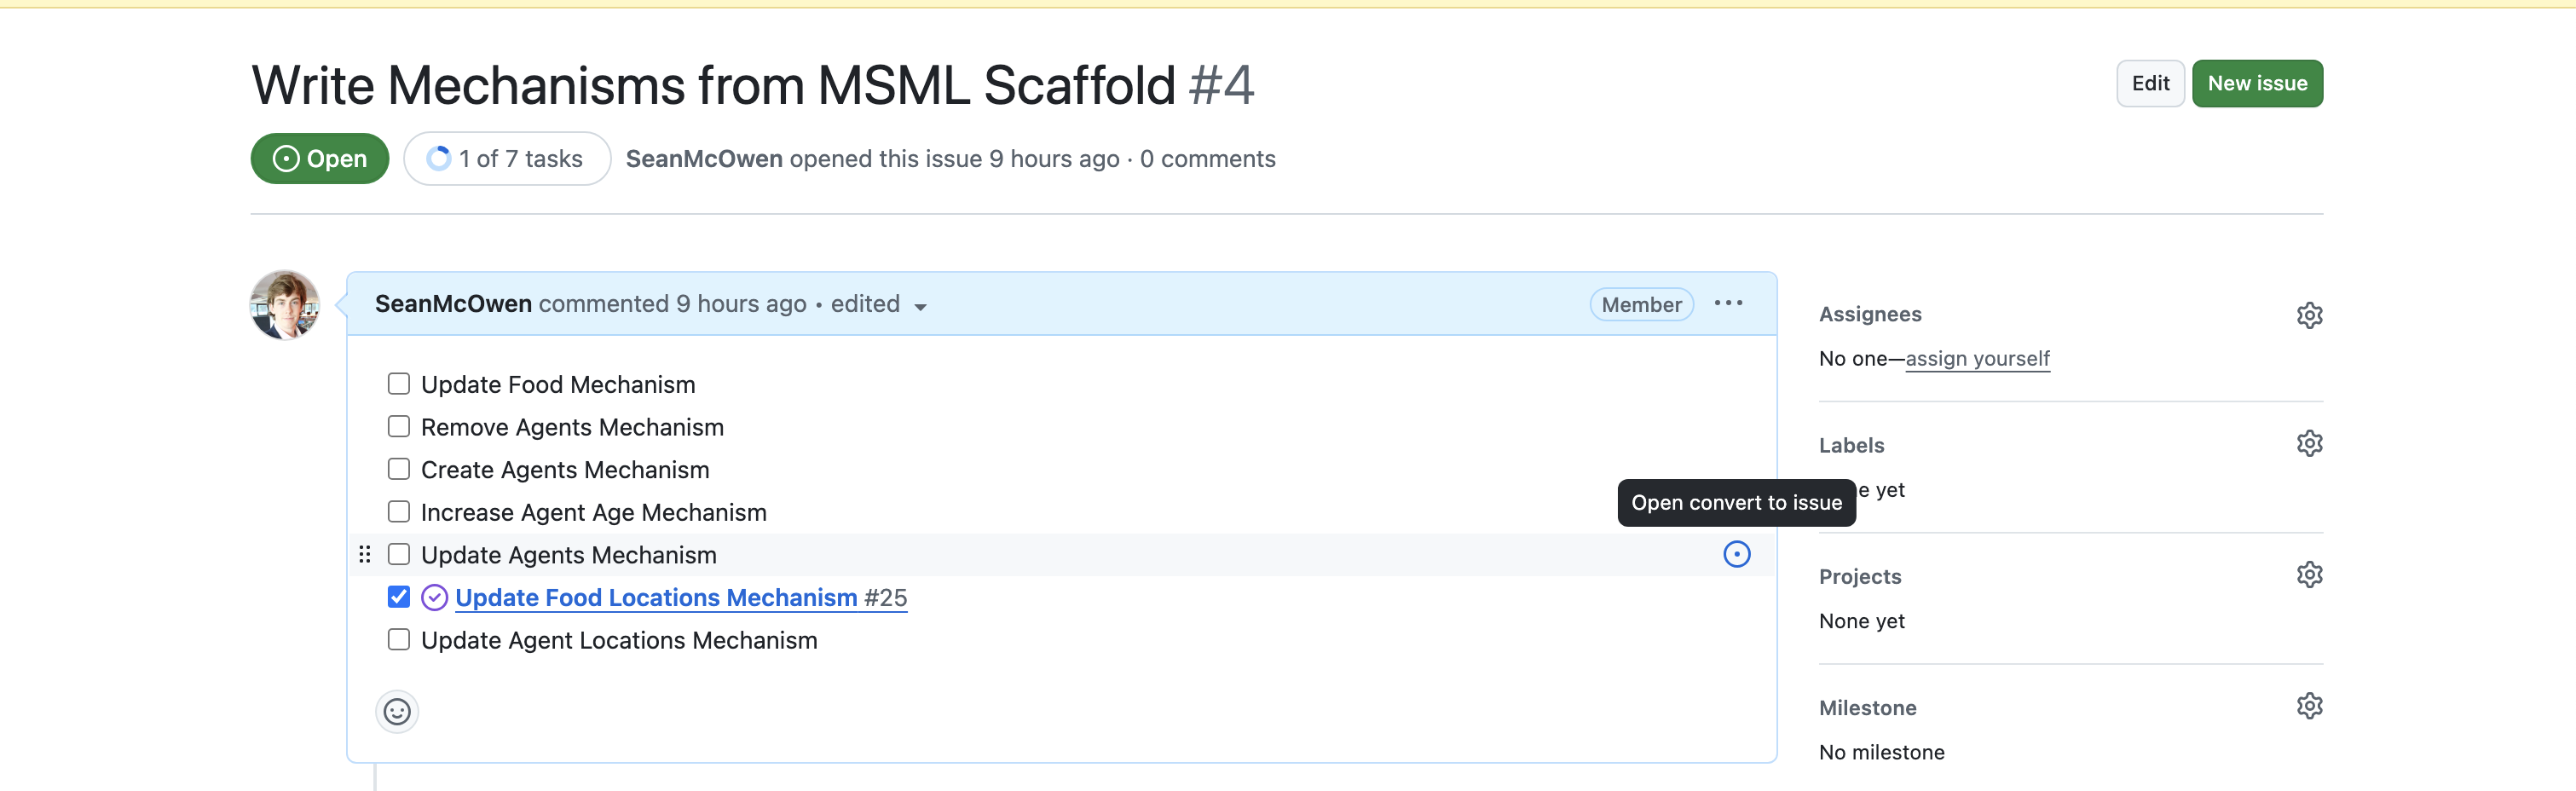 Write Mechanisms from MSML Scaffold #4
Edit
New issue
Open
1 of 7 tasks
SeanMcOwen opened this issue 9 hours ago · 0 comments
SeanMcOwen commented 9 hours ago • edited
Member
Update Food Mechanism
Remove Agents Mechanism
Create Agents Mechanism
Increase Agent Age Mechanism
Update Agents Mechanism
Update Food Locations Mechanism #25
Update Agent Locations Mechanism
Open convert to issue
Assignees
No one—assign yourself
Labels
yet
Projects
None yet
Milestone
No milestone